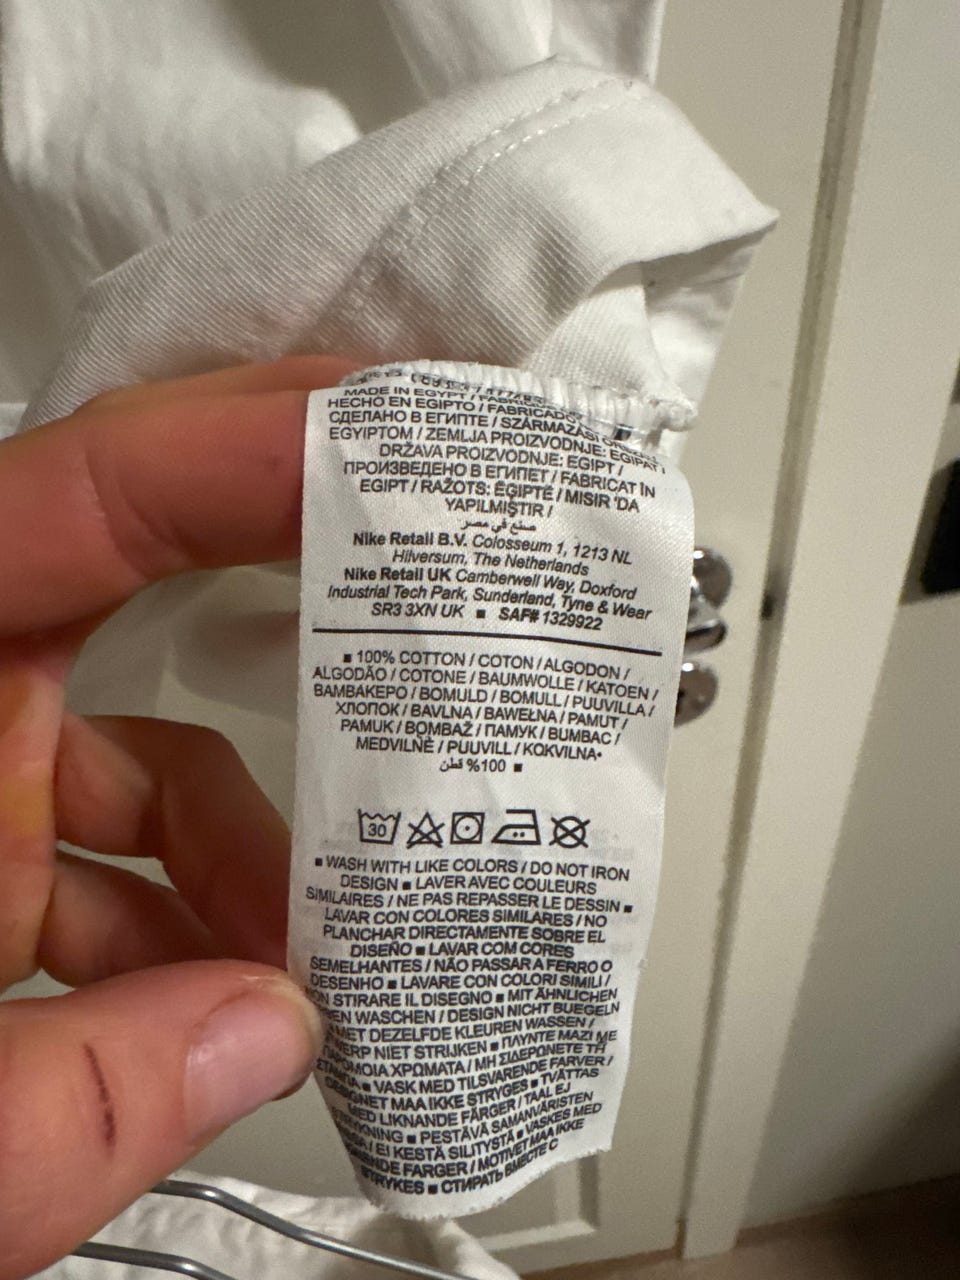 MADE IN EGYPT /
HECHO EN EGIPTO / FABRICADO
СДЕЛАНО В ЕГИПТЕ / SZÁRMAZÁSI
EGYIPTOM / ZEMLJA PROIZVODNJE: EGIPAT /
DRŽAVA PROIZVODNJE: EGIPT /
ПРОИЗВЕДЕНО В ЕГИПЕТ / FABRICAT ÎN
EGIPT / RAŽOTS: ĒĢIPTĒ / MISIR 'DA
YAPILMIŞTIR /
صنع في مصر
Nike Retail B.V. Colosseum 1, 1213 NL
Hilversum, The Netherlands
Nike Retail UK Camberwell Way, Doxford
Industrial Tech Park, Sunderland, Tyne & Wear
SR3 3XN UK ■ SAF# 1329922
■ 100% COTTON / COTON / ALGODON /
ALGODÃO / COTONE / BAUMWOLLE / KATOEN /
ΒΑΜΒΑΚΕΡΟ / BOMULD / BOMULL / PUUVILLA /
ХЛОПОК / BAVLNA / BAWEŁNA / PAMUT /
PAMUK / BOMBAŽ / ПАМУК / BUMBAC /
MEDVILNĖ / PUUVILL / KOKVILNA•
100% قطن ■
30
■ WASH WITH LIKE COLORS / DO NOT IRON
DESIGN ■ LAVER AVEC COULEURS
SIMILAIRES / NE PAS REPASSER LE DESSIN ■
LAVAR CON COLORES SIMILARES / NO
PLANCHAR DIRECTAMENTE SOBRE EL
DISEÑO ■ LAVAR COM CORES
SEMELHANTES / NÃO PASSAR A FERRO O
DESENHO ■ LAVARE CON COLORI SIMILI /
NON STIRARE IL DISEGNO ■ MIT ÄHNLICHEN
WASCHEN / DESIGN NICHT BUEGELN
MET DEZELFDE KLEUREN WASSEN /
NIET STRIJKEN ■ ΠΛΥΝΤΕ ΜΑΖΙ ΜΕ
ΠΑΡΟΜΟΙΑ ΧΡΩΜΑΤΑ / ΜΗ ΣΙΔΕΡΩΝΕΤΕ ΤΗ
■ VASK MED TILSVARENDE FARVER /
DESIGNET MAA IKKE STRYGES ■ TVÄTTAS
MED LIKNANDE FÄRGER / TAAL EJ
STRYKNING ■ PESTÄVÄ SAMANVÄRISTEN
/ EI KESTÄ SILITYSTÄ ■ VASKES MED
FARGER / MOTIVET MAA IKKE
STRYKES ■ СТИРАТЬ ВМЕСТЕ С